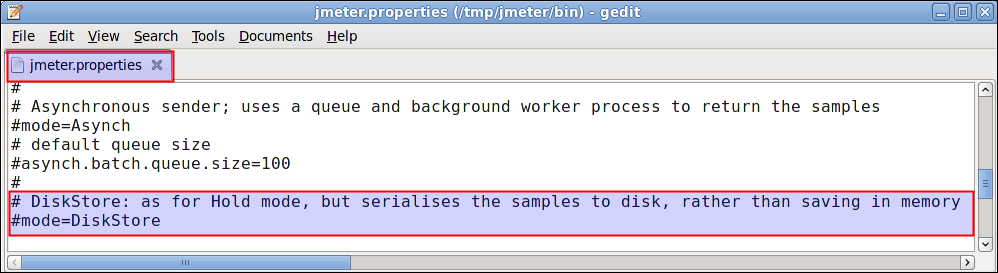 jmeter.properties (/tmp/jmeter/bin) - gedit
File Edit View Search Tools Documents Help
jmeter.properties
#
# Asynchronous sender; uses a queue and background worker process to return the samples
#mode=Asynch
# default queue size
#asynch.batch.queue.size=100
#
# DiskStore: as for Hold mode, but serialises the samples to disk, rather than saving in memory
#mode=DiskStore